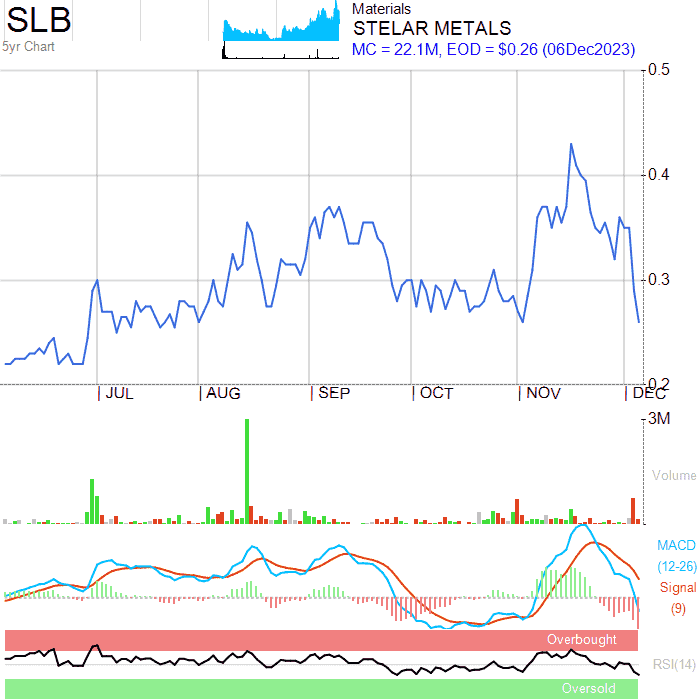 SLB
Materials
STELAR METALS
5yr Chart
MC = 22.1M, EOD = $0.26 (06Dec2023)
0.5
0.4
0.3
0.2
| JUL | AUG | SEP | OCT | NOV | DEC
3M
Volume
MACD
(12-26)
Signal
(9)
Overbought
RSI(14)
Oversold